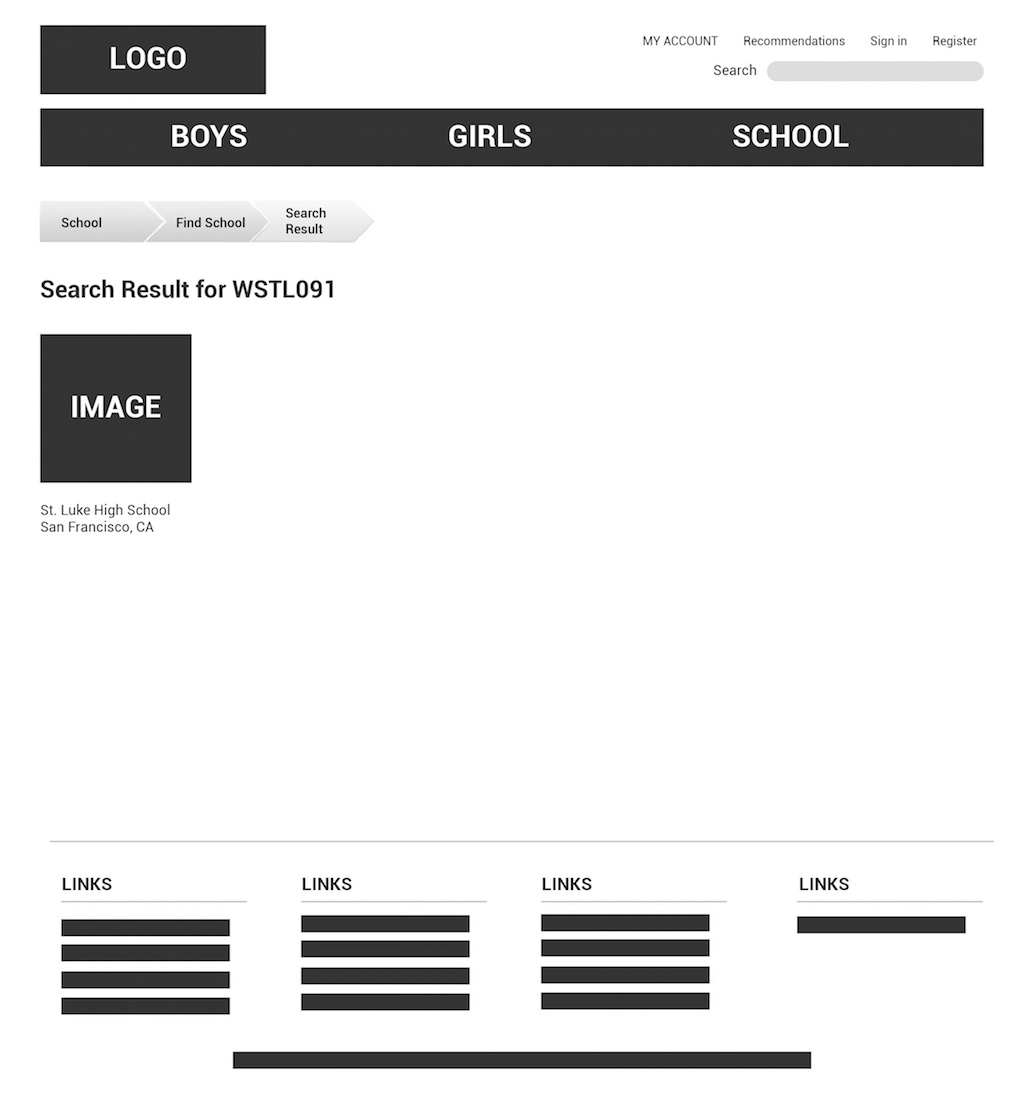 LOGO
MY ACCOUNT Recommendations Sign in Register
Search
BOYS GIRLS SCHOOL
School Find School Search
Result
Search Result for WSTL091
IMAGE
St. Luke High School
San Francisco, CA
LINKS LINKS LINKS LINKS